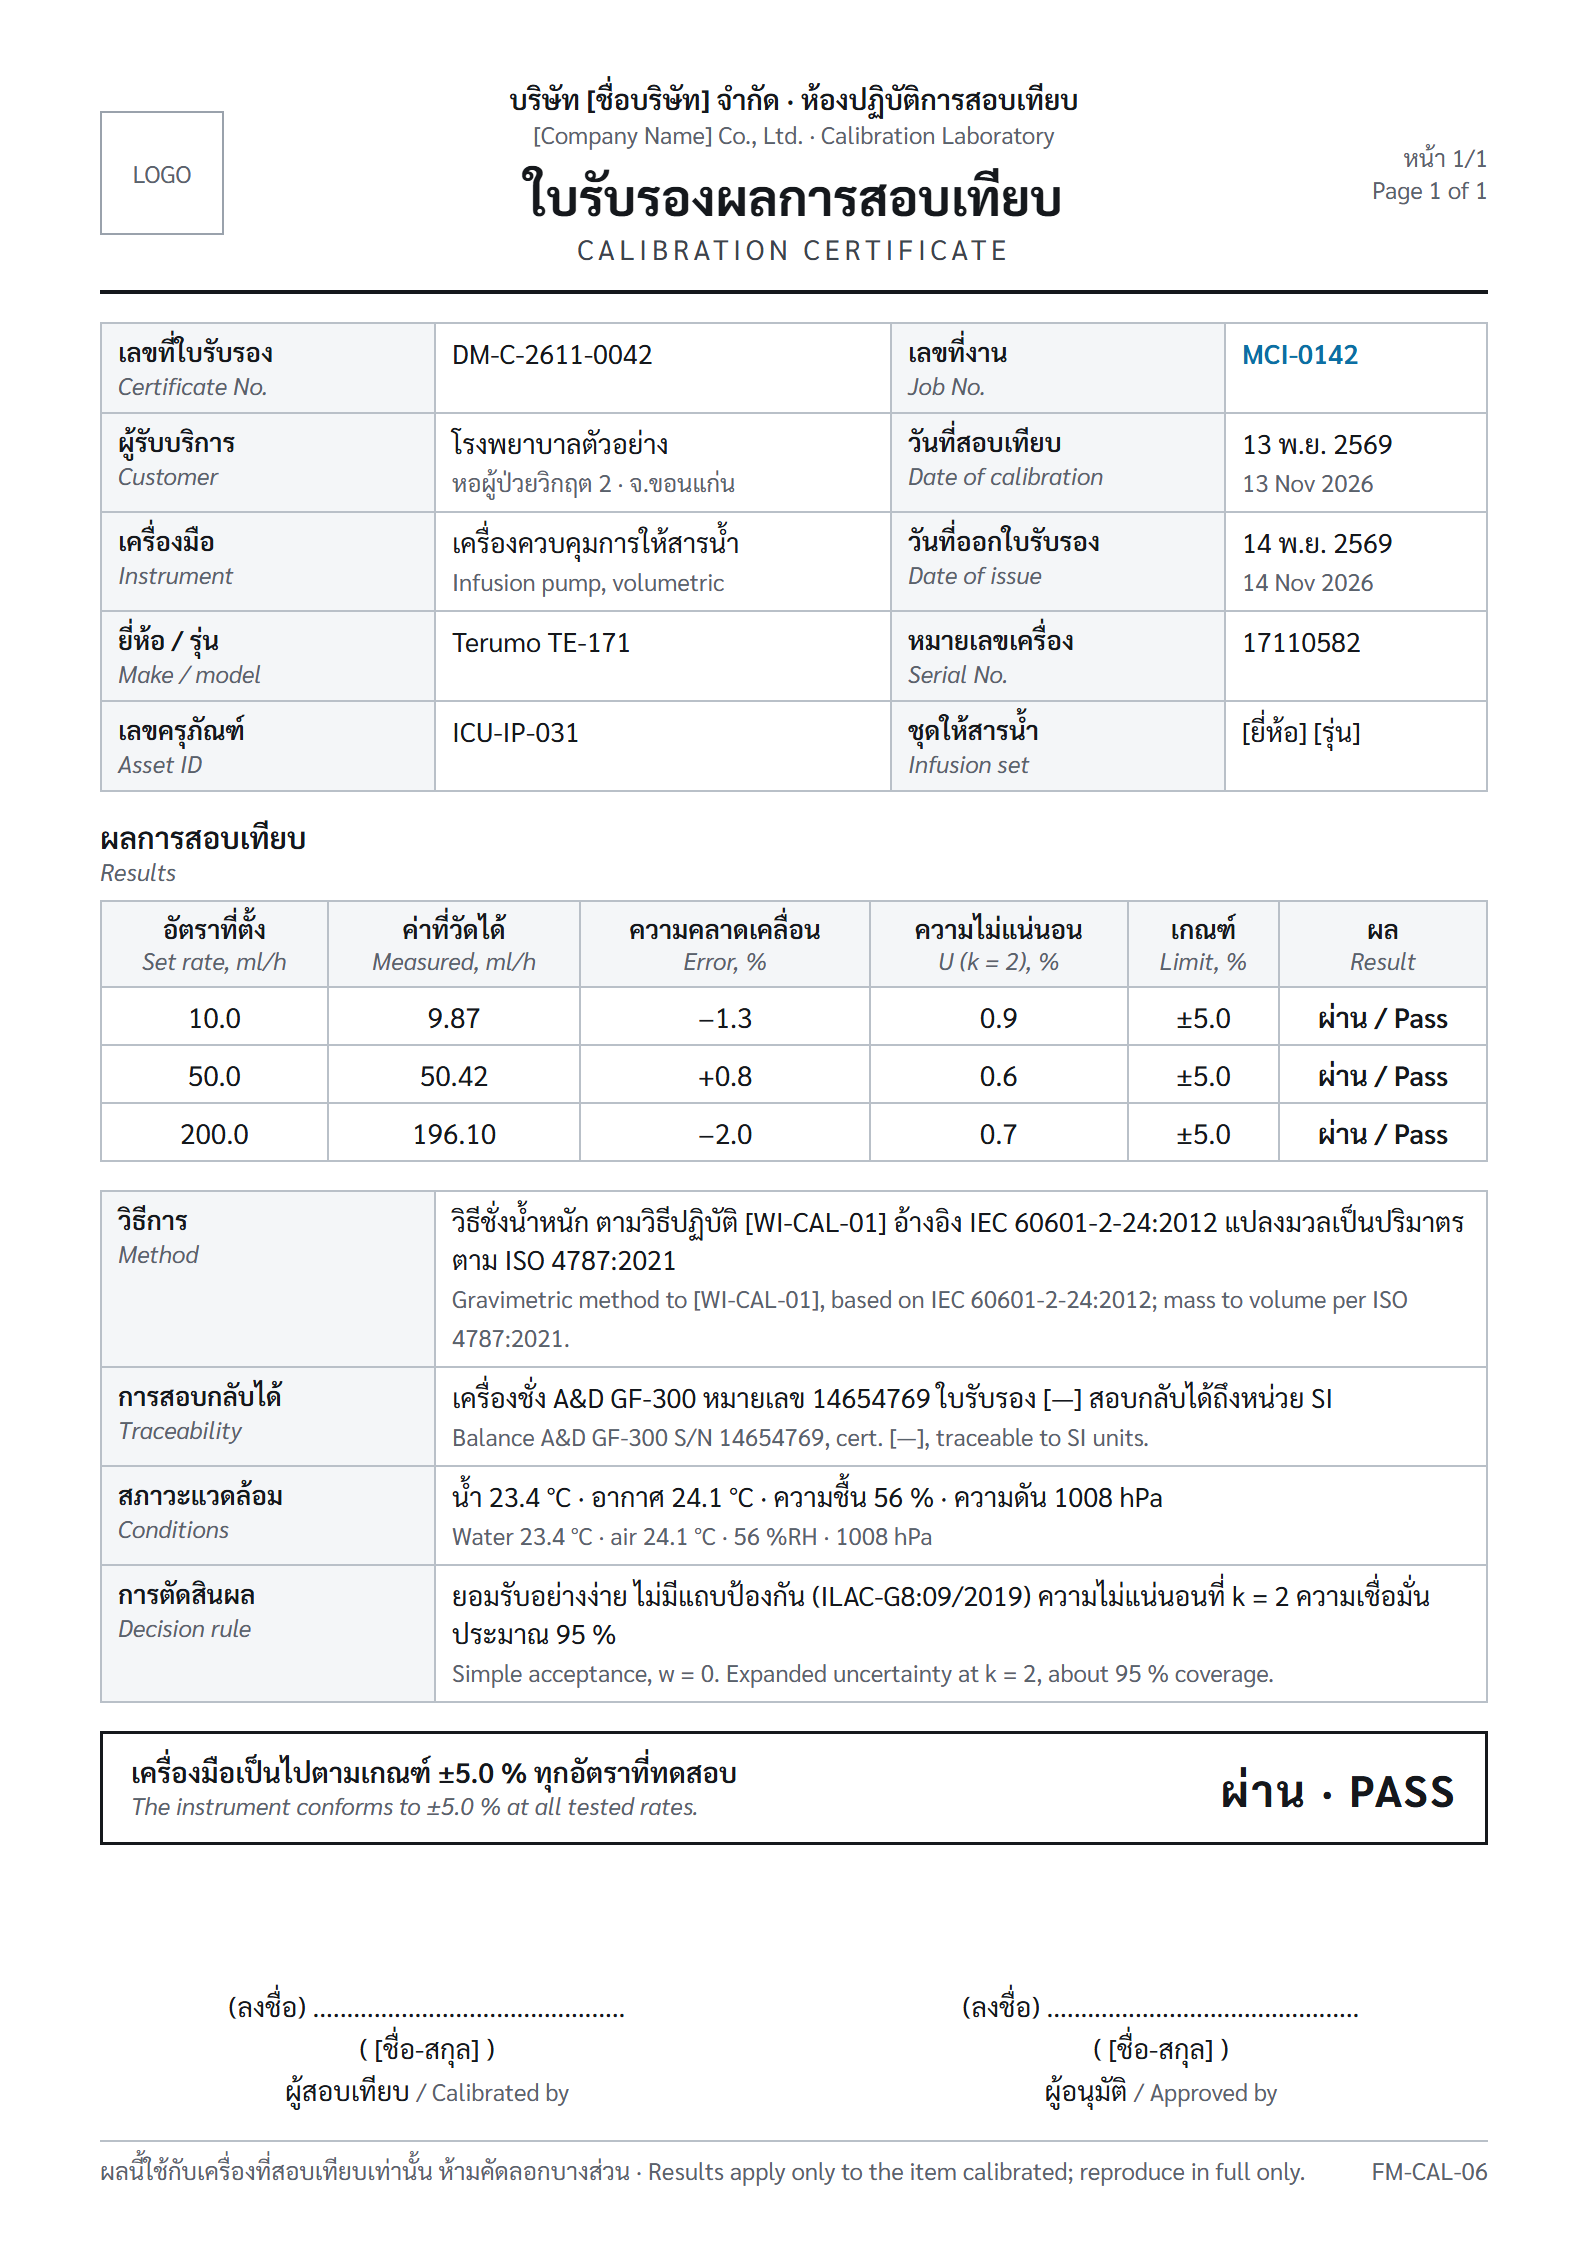 LOGO
บริษัท [ชื่อบริษัท] จำกัด · ห้องปฏิบัติการสอบเทียบ
[Company Name] Co., Ltd. · Calibration Laboratory
ใบรับรองผลการสอบเทียบ
CALIBRATION CERTIFICATE
หน้า 1/1
Page 1 of 1
เลขที่ใบรับรอง
Certificate No.
DM-C-2611-0042
เลขที่งาน
Job No.
MCI-0142
ผู้รับบริการ
Customer
โรงพยาบาลตัวอย่าง
หอผู้ป่วยวิกฤต 2 · จ.ขอนแก่น
วันที่สอบเทียบ
Date of calibration
13 พ.ย. 2569
13 Nov 2026
เครื่องมือ
Instrument
เครื่องควบคุมการให้สารน้ำ
Infusion pump, volumetric
วันที่ออกใบรับรอง
Date of issue
14 พ.ย. 2569
14 Nov 2026
ยี่ห้อ / รุ่น
Make / model
Terumo TE-171
หมายเลขเครื่อง
Serial No.
17110582
เลขครุภัณฑ์
Asset ID
ICU-IP-031
ชุดให้สารน้ำ
Infusion set
[ยี่ห้อ] [รุ่น]
ผลการสอบเทียบ
Results
อัตราที่ตั้ง ค่าที่วัดได้ ความคลาดเคลื่อน ความไม่แน่นอน เกณฑ์ ผล
Set rate, ml/h Measured, ml/h Error, % U (k = 2), % Limit, % Result
10.0 9.87 −1.3 0.9 ±5.0 ผ่าน / Pass
50.0 50.42 +0.8 0.6 ±5.0 ผ่าน / Pass
200.0 196.10 −2.0 0.7 ±5.0 ผ่าน / Pass
วิธีการ
Method
วิธีชั่งน้ำหนัก ตามวิธีปฏิบัติ [WI-CAL-01] อ้างอิง IEC 60601-2-24:2012 แปลงมวลเป็นปริมาตร
ตาม ISO 4787:2021
Gravimetric method to [WI-CAL-01], based on IEC 60601-2-24:2012; mass to volume per ISO
4787:2021.
การสอบกลับได้
Traceability
เครื่องชั่ง A&D GF-300 หมายเลข 14654769 ใบรับรอง [—] สอบกลับได้ถึงหน่วย SI
Balance A&D GF-300 S/N 14654769, cert. [—], traceable to SI units.
สภาวะแวดล้อม
Conditions
น้ำ 23.4 °C · อากาศ 24.1 °C · ความชื้น 56 % · ความดัน 1008 hPa
Water 23.4 °C · air 24.1 °C · 56 %RH · 1008 hPa
การตัดสินผล
Decision rule
ยอมรับอย่างง่าย ไม่มีแถบป้องกัน (ILAC-G8:09/2019) ความไม่แน่นอนที่ k = 2 ความเชื่อมั่น
ประมาณ 95 %
Simple acceptance, w = 0. Expanded uncertainty at k = 2, about 95 % coverage.
เครื่องมือเป็นไปตามเกณฑ์ ±5.0 % ทุกอัตราที่ทดสอบ
The instrument conforms to ±5.0 % at all tested rates.
ผ่าน · PASS
(ลงชื่อ) ..............................................
( [ชื่อ-สกุล] )
ผู้สอบเทียบ / Calibrated by
(ลงชื่อ) ..............................................
( [ชื่อ-สกุล] )
ผู้อนุมัติ / Approved by
ผลนี้ใช้กับเครื่องที่สอบเทียบเท่านั้น ห้ามคัดลอกบางส่วน · Results apply only to the item calibrated; reproduce in full only.
FM-CAL-06